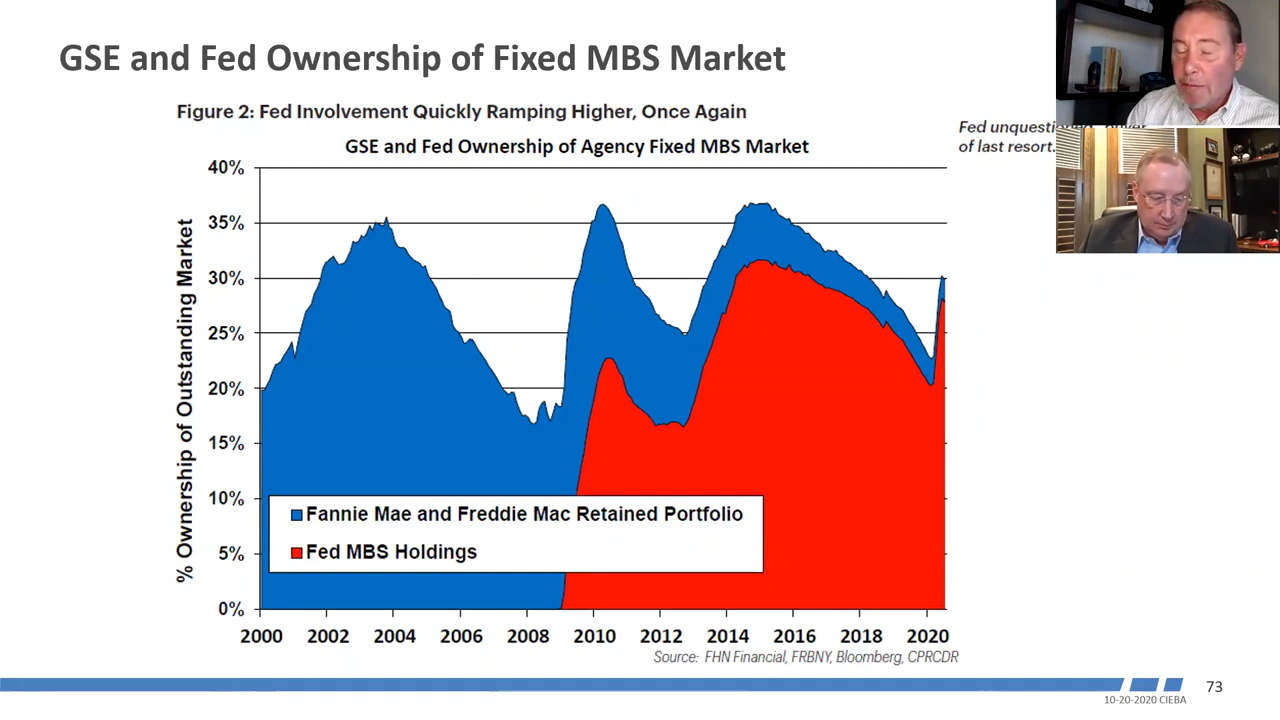 GSE and Fed Ownership of Fixed MBS Market
Figure 2: Fed Involvement Quickly Ramping Higher, Once Again
GSE and Fed Ownership of Agency Fixed MBS Market
Fed
of last resort.
% Ownership of Outstanding Market
40%
35%
30%
25%
20%
15%
10%
5%
0%
Fannie Mae and Freddie Mac Retained Portfolio
Fed MBS Holdings
2000 2002 2004 2006 2008 2010 2012 2014 2016 2018 2020
Source: FHN Financial, FRBNY, Bloomberg, CPRCDR
73
10-20-2020 CIEBA